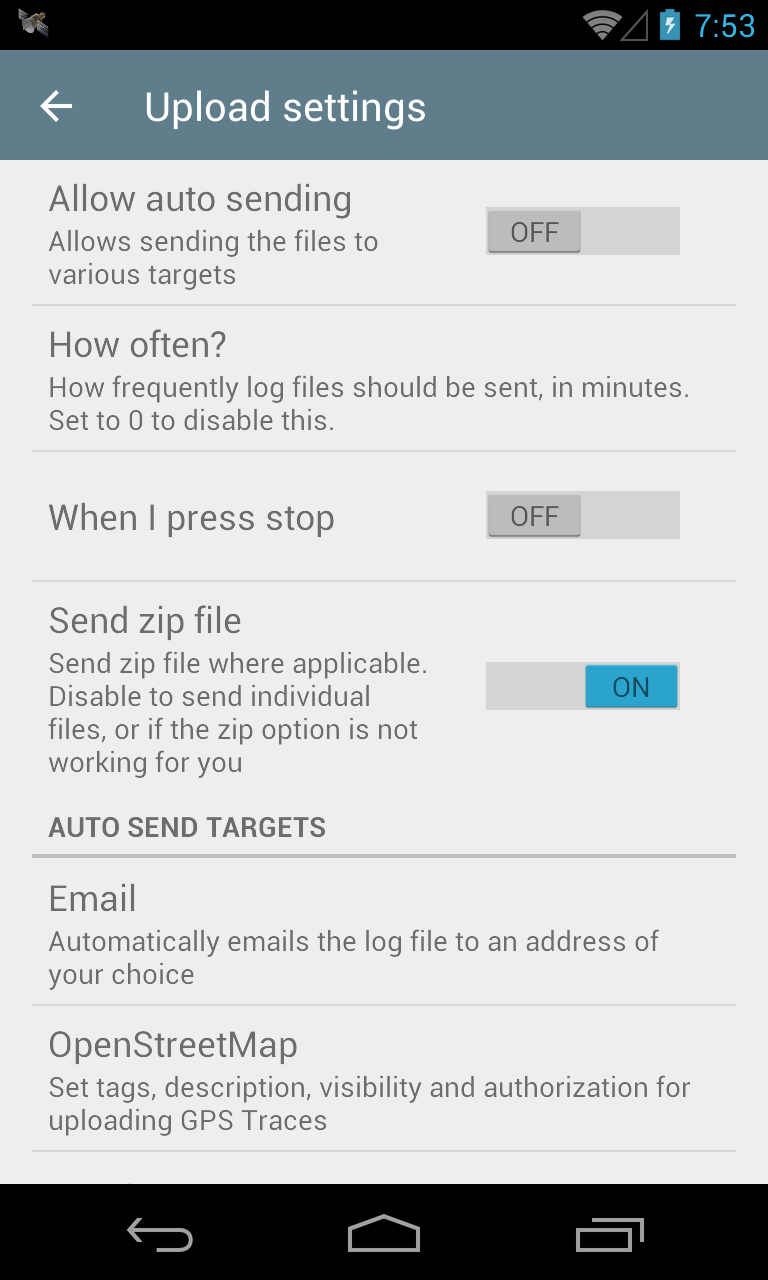 7:53
Upload settings
Allow auto sending
Allows sending the files to
various targets
OFF
How often?
How frequently log files should be sent, in minutes.
Set to 0 to disable this.
When I press stop
OFF
Send zip file
Send zip file where applicable.
Disable to send individual
files, or if the zip option is not
working for you
ON
AUTO SEND TARGETS
Email
Automatically emails the log file to an address of
your choice
OpenStreetMap
Set tags, description, visibility and authorization for
uploading GPS Traces